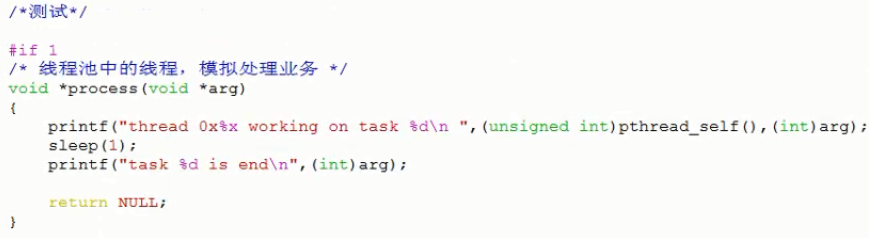 /*测试*/
#if 1
/* 线程池中的线程，模拟处理业务 */
void *process(void *arg)
{
    printf("thread 0x%x working on task %d\n ",(unsigned int)pthread_self(),(int)arg);
    sleep(1);
    printf("task %d is end\n",(int)arg);
    return NULL;
}